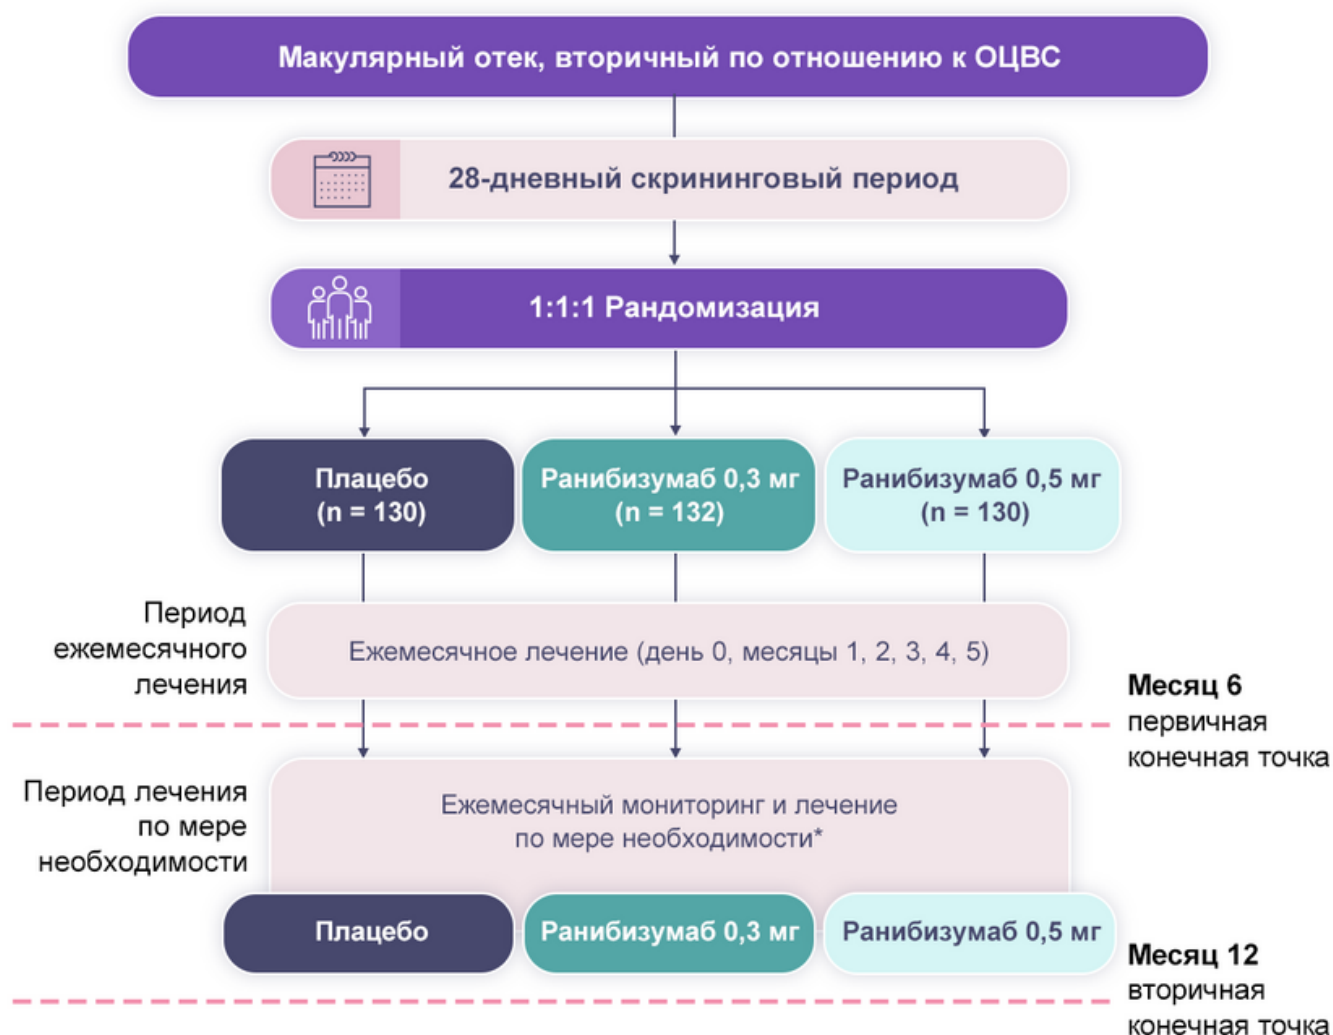 Макулярный отек, вторичный по отношению к ОЦВС
28-дневный скрининговый период
1:1:1 Рандомизация
Плацебо
(n = 130)
Ранибизумаб 0,3 мг
(n = 132)
Ранибизумаб 0,5 мг
(n = 130)
Период
ежемесячного
лечения
Ежемесячное лечение (день 0, месяцы 1, 2, 3, 4, 5)
Месяц 6
первичная
конечная точка
Период лечения
по мере
необходимости
Ежемесячный мониторинг и лечение
по мере необходимости*
Плацебо
Ранибизумаб 0,3 мг
Ранибизумаб 0,5 мг
Месяц 12
вторичная
конечная точка